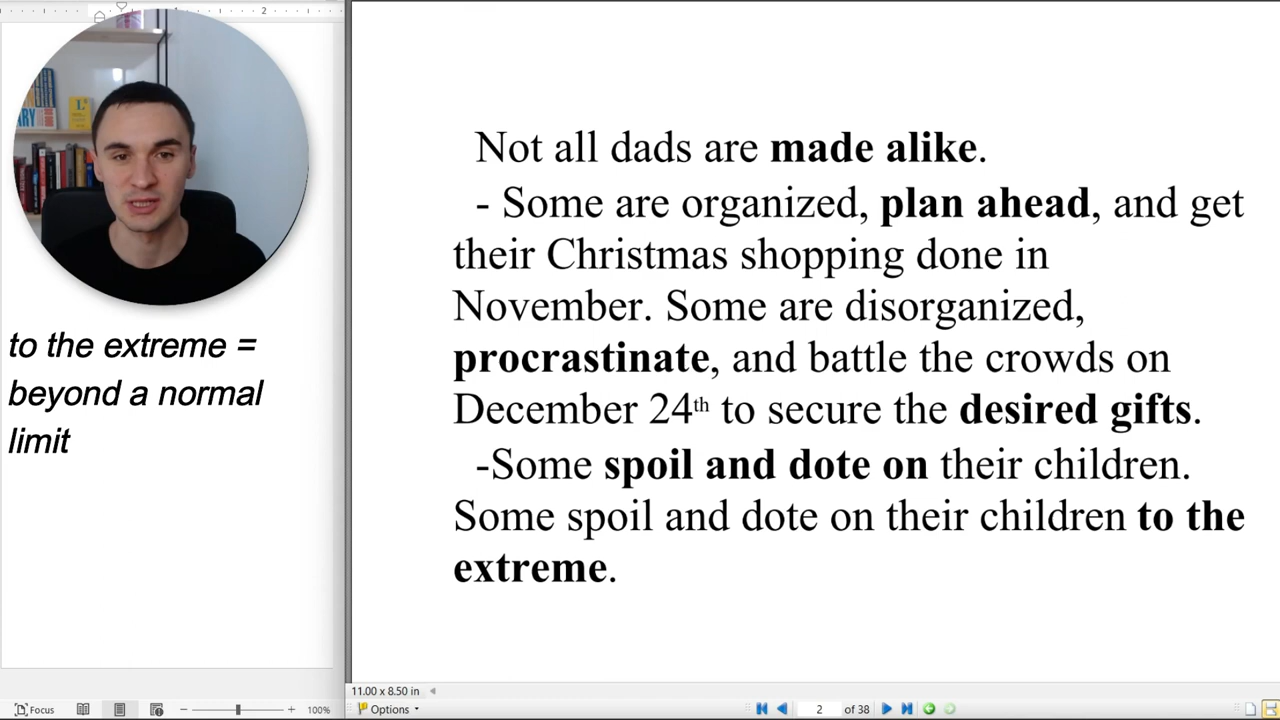 2
ARY
to the extreme =
beyond a normal
limit
Focus
100%
Not all dads are made alike.
- Some are organized, plan ahead, and get
their Christmas shopping done in
November. Some are disorganized,
procrastinate, and battle the crowds on
December 24th to secure the desired gifts.
-Some spoil and dote on their children.
Some spoil and dote on their children to the
extreme.
11.00 x 8.50 in
Options
2 of 38